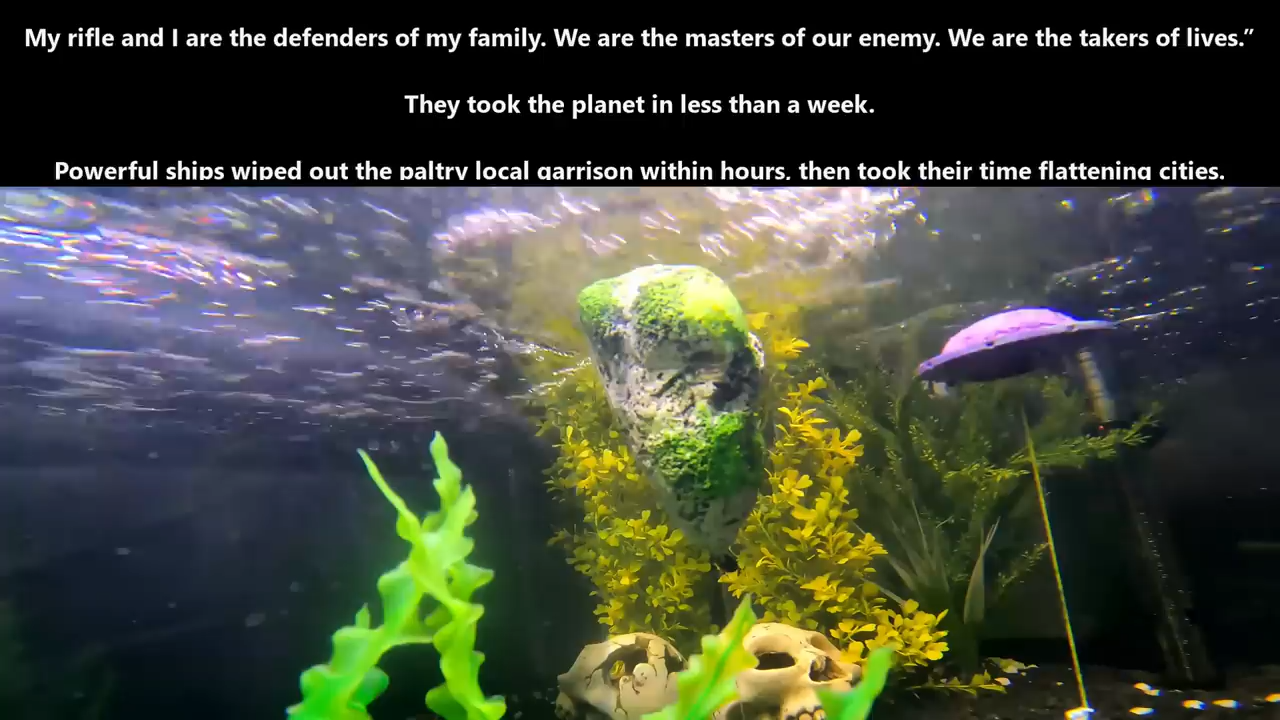 My rifle and I are the defenders of my family. We are the masters of our enemy. We are the takers of lives.”
They took the planet in less than a week.
Powerful ships wiped out the paltry local garrison within hours, then took their time flattening cities.